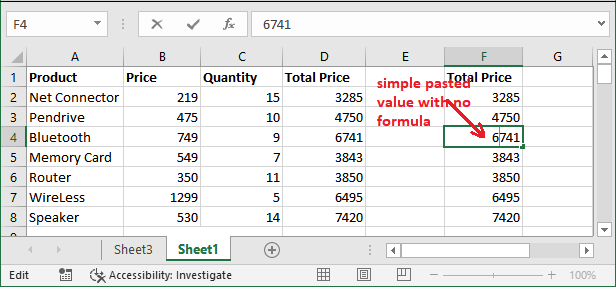 F4 fx 6741
A B C D E F G
1 Product Price Quantity Total Price Total Price
2 Net Connector 219 15 3285 3285
3 Pendrive 475 10 4750 4750
4 Bluetooth 749 9 6741 6741
5 Memory Card 549 7 3843 3843
6 Router 350 11 3850 3850
7 WireLess 1299 5 6495 6495
8 Speaker 530 14 7420 7420
9
simple pasted
value with no
formula
Sheet3 Sheet1
Edit Accessibility: Investigate 100%